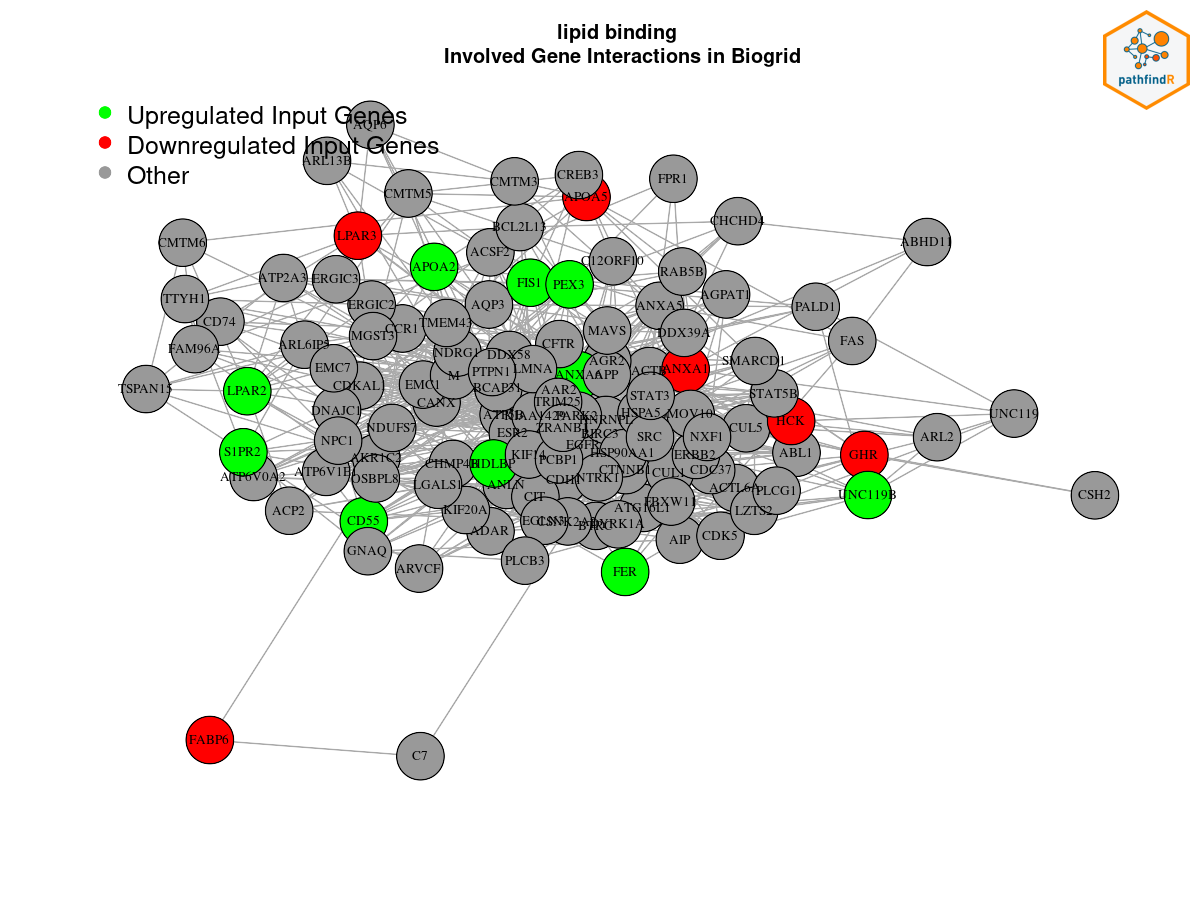 lipid binding
Involved Gene Interactions in Biogrid
pathfindR
Upregulated Input Genes
Downregulated Input Genes
Other
AQP6
ARL13B
CMTM5
CMTM3
CREB3
APOA5
FPR1
CHCHD4
ABHD11
CMTM6
LPAR3
BCL2L13
ACSF2
APOA2
C12ORF10
RAB5B
ATP2A3
ERGIC3
FIS1
PEX3
AGPAT1
TTYH1
ERGIC2
AQP3
ANXA5
PALD1
CD74
CCR1
TMEM43
MAVS
DDX39A
FAM96A
ARL6IP5
MGST3
CFTR
FAS
NDRG1
DDX58
SMARCD1
EMC7
M
PTPN1
LMNA
ANXA6
AGR2
APP
ACTB
ANXA1
TSPAN15
LPAR2
CDKAL
EMC1
BCAP31
AAR2
STAT3
STAT5B
DNAJC1
CANX
TRIM25
HSPA5
MOV10
UNC119
NDUFS7
ESR2
ZRANB1
BIRC3
SRC
NXF1
CUL5
HCK
ARL2
S1PR2
NPC1
EGFR
HSP90AA1
ERBB2
ABL1
GHR
ATP6V0A2
ATP6V1B1
AKR1C2
OSBPL8
CHMP4B
HDLBP
KIF14
PCBP1
CTNNB1
CUL1
CDC37
LGALS1
ANLN
CDH1
NTRK1
ACTL6A
PLCG1
UNC119B
CSH2
ACP2
CD55
KIF20A
CIT
ATG16L1
FBXW11
LZTS2
GNAQ
ADAR
EGLN3
DYRK1A
AIP
CDK5
ARVCF
PLCB3
FER
FABP6
C7